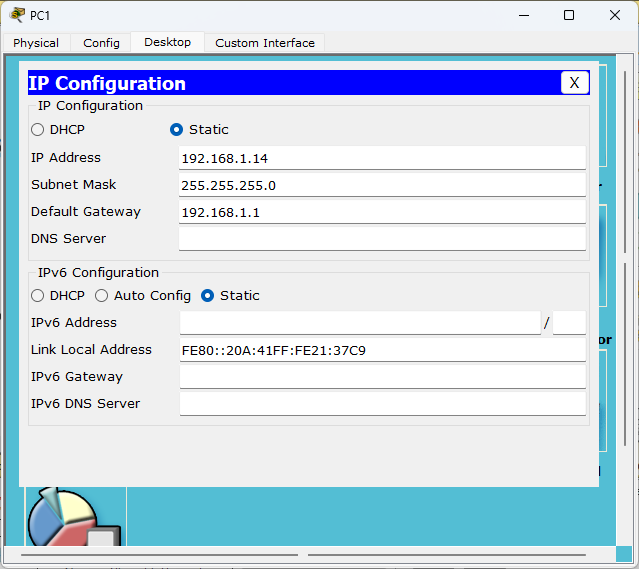 PC1
Physical Config Desktop Custom Interface
IP Configuration X
IP Configuration
DHCP Static
IP Address 192.168.1.14
Subnet Mask 255.255.255.0
Default Gateway 192.168.1.1
DNS Server
IPv6 Configuration
DHCP Auto Config Static
IPv6 Address /
Link Local Address FE80::20A:41FF:FE21:37C9
IPv6 Gateway
IPv6 DNS Server